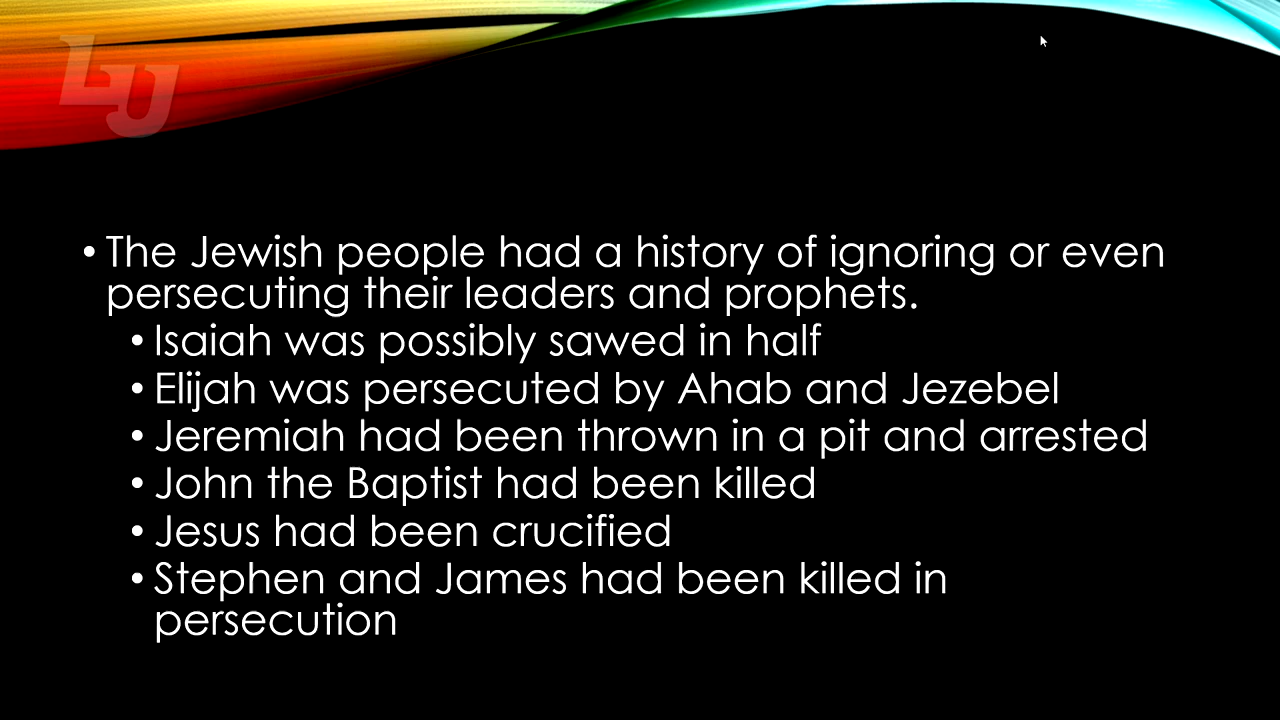 LU
• The Jewish people had a history of ignoring or even
persecuting their leaders and prophets.
• Isaiah was possibly sawed in half
• Elijah was persecuted by Ahab and Jezebel
• Jeremiah had been thrown in a pit and arrested
• John the Baptist had been killed
• Jesus had been crucified
• Stephen and James had been killed in
persecution